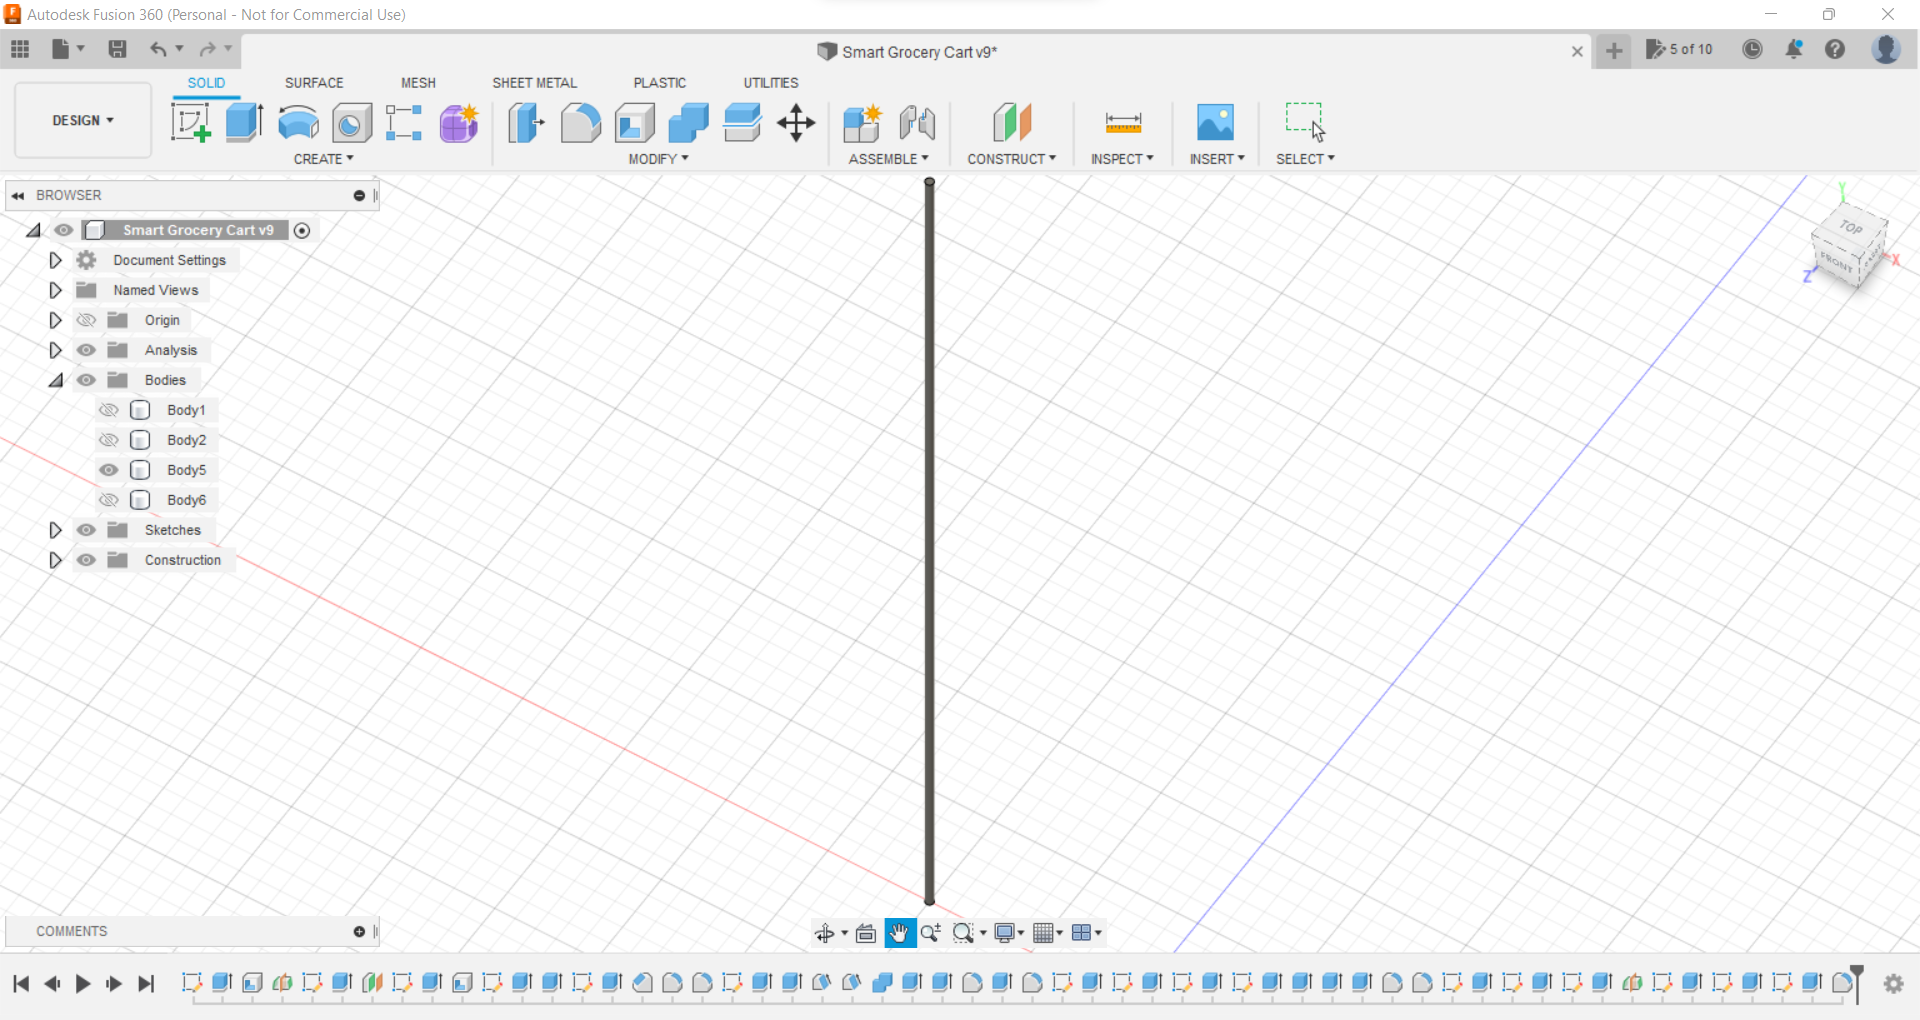 Autodesk Fusion 360 (Personal - Not for Commercial Use)
Smart Grocery Cart v9*
5 of 10
SOLID SURFACE MESH SHEET METAL PLASTIC UTILITIES
DESIGN
CREATE MODIFY ASSEMBLE CONSTRUCT INSPECT INSERT SELECT
BROWSER
Smart Grocery Cart v9
Document Settings
Named Views
Origin
Analysis
Bodies
Body1
Body2
Body5
Body6
Sketches
Construction
Y
TOP
FRONT
X
Z
COMMENTS